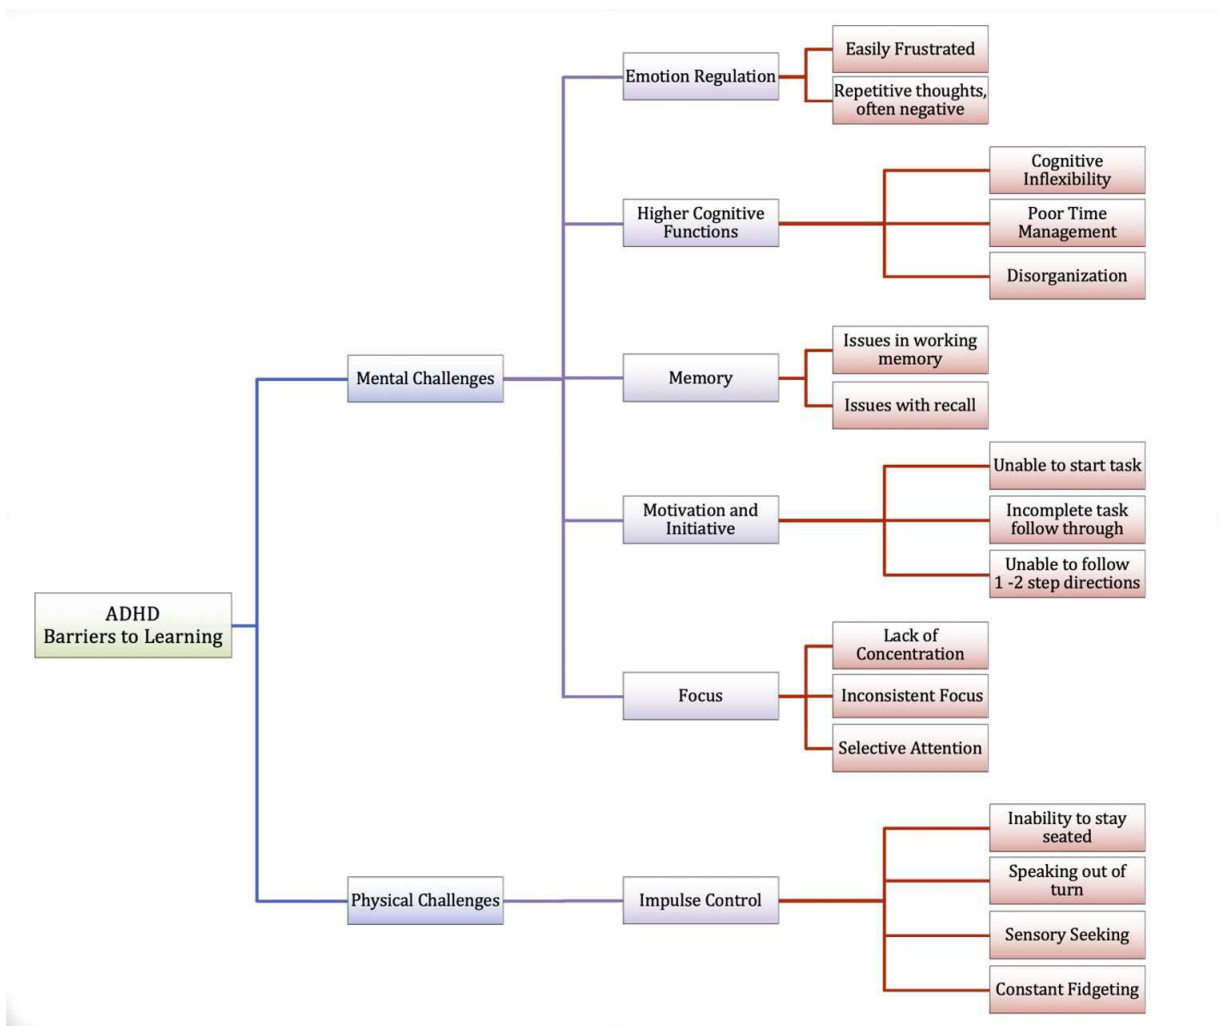 Easily Frustrated
Emotion Regulation
Repetitive thoughts,
often negative
Cognitive
Inflexibility
Higher Cognitive
Functions
Poor Time
Management
Disorganization
Issues in working
memory
Mental Challenges
Memory
Issues with recall
Unable to start task
Motivation and
Initiative
Incomplete task
follow through
Unable to follow
1 -2 step directions
ADHD
Barriers to Learning
Lack of
Concentration
Focus
Inconsistent Focus
Selective Attention
Inability to stay
seated
Speaking out of
turn
Physical Challenges
Impulse Control
Sensory Seeking
Constant Fidgeting